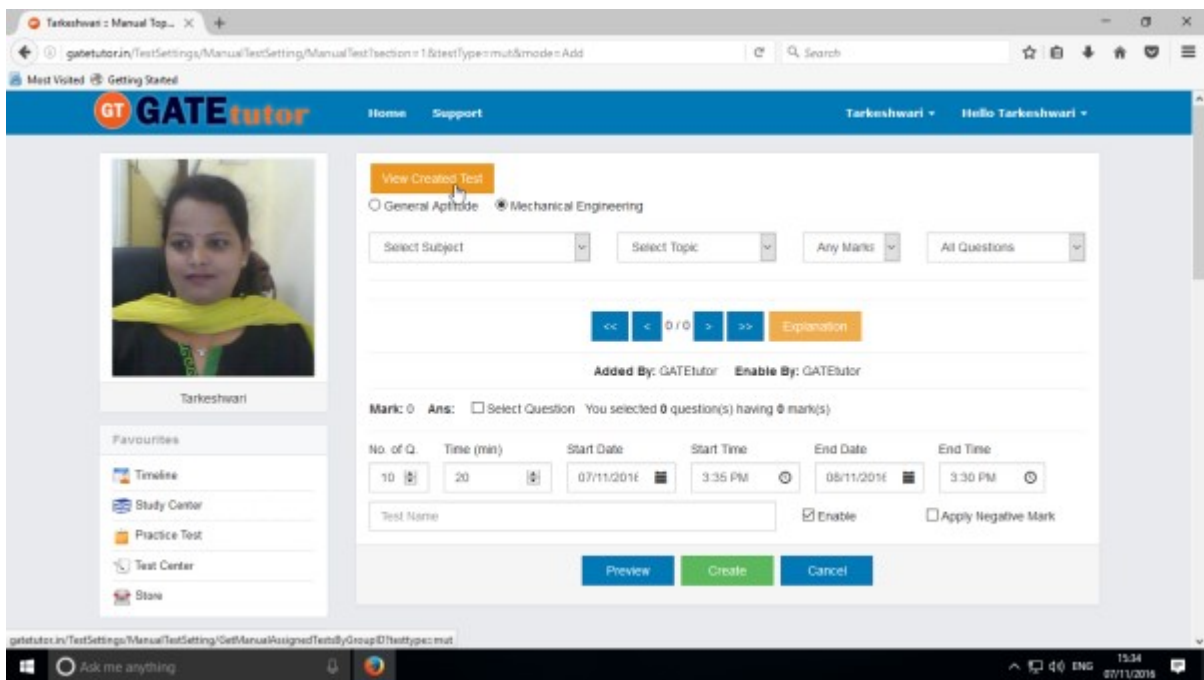 Tarkeshwari :: Manual Top...
gatetutor.in/TestSettings/ManualTestSetting/ManualTest?section=1&testType=mut&mode=Add
Search
Most Visited Getting Started
GT GATEtutor Home Support Tarkeshwari Hello Tarkeshwari
View Created Test
General Aptitude Mechanical Engineering
Select Subject Select Topic Any Marks All Questions
<< < 0 / 0 > >> Explanation
Added By: GATEtutor Enable By: GATEtutor
Tarkeshwari
Mark: 0 Ans: Select Question You selected 0 question(s) having 0 mark(s)
Favourites
No. of Q. Time (min) Start Date Start Time End Date End Time
Timeline
10 20 07/11/2016 3:35 PM 08/11/2016 3:30 PM
Study Center
Test Name Enable Apply Negative Mark
Practice Test
Test Center
Preview Create Cancel
Store
gatetutor.in/TestSettings/ManualTestSetting/GetManualAssignedTestsByGroupID?testtype=mut
Ask me anything
ENG 15:34
07/11/2016